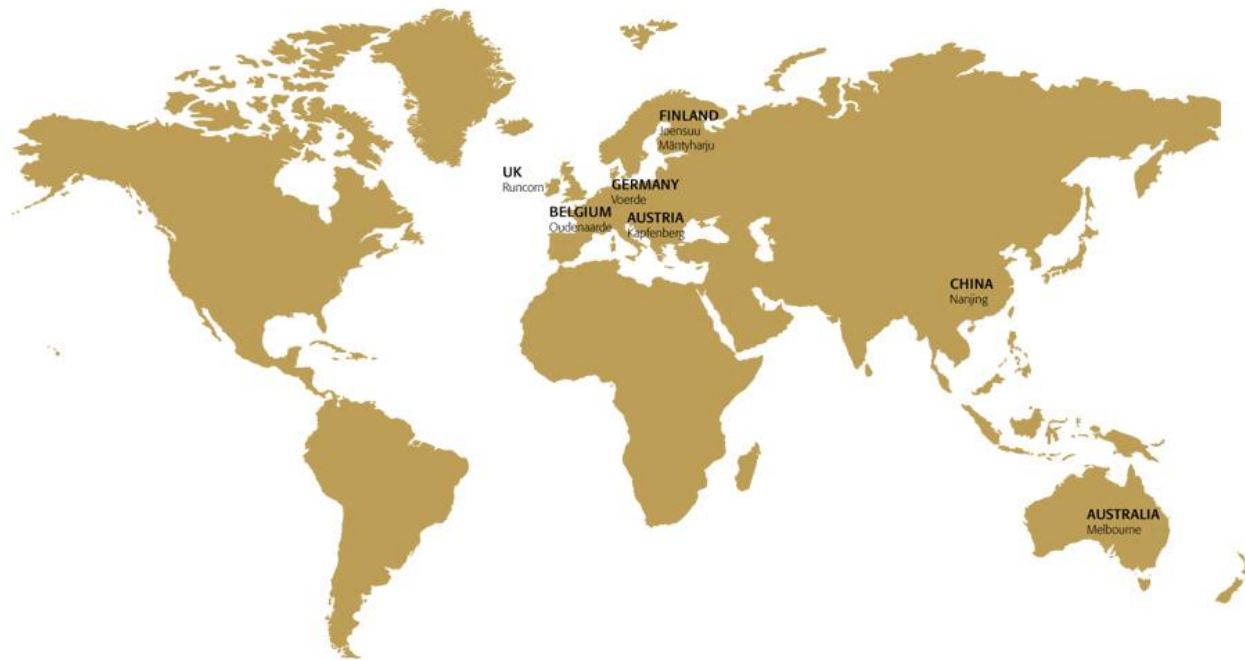 FINLAND
Joensuu
Mäntyharju
UK
Runcorn
GERMANY
Voerde
BELGIUM
Oudenaarde
AUSTRIA
Kapfenberg
CHINA
Nanjing
AUSTRALIA
Melbourne